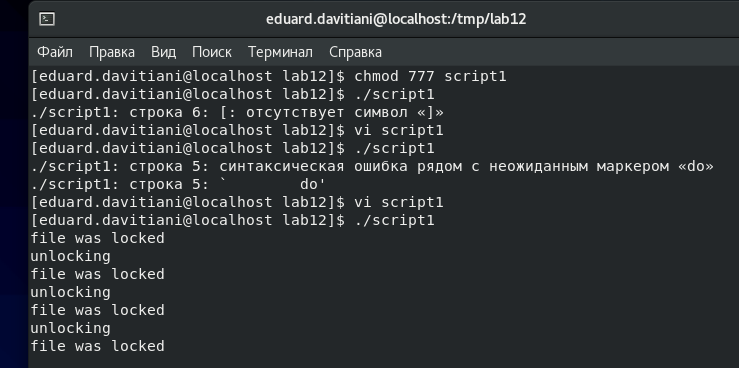 eduard.davitiani@localhost:/tmp/lab12
Файл Правка Вид Поиск Терминал Справка
[eduard.davitiani@localhost lab12]$ chmod 777 script1
[eduard.davitiani@localhost lab12]$ ./script1
./script1: строка 6: [: отсутствует символ «]»
[eduard.davitiani@localhost lab12]$ vi script1
[eduard.davitiani@localhost lab12]$ ./script1
./script1: строка 5: синтаксическая ошибка рядом с неожиданным маркером «do»
./script1: строка 5: `        do'
[eduard.davitiani@localhost lab12]$ vi script1
[eduard.davitiani@localhost lab12]$ ./script1
file was locked
unlocking
file was locked
unlocking
file was locked
unlocking
file was locked